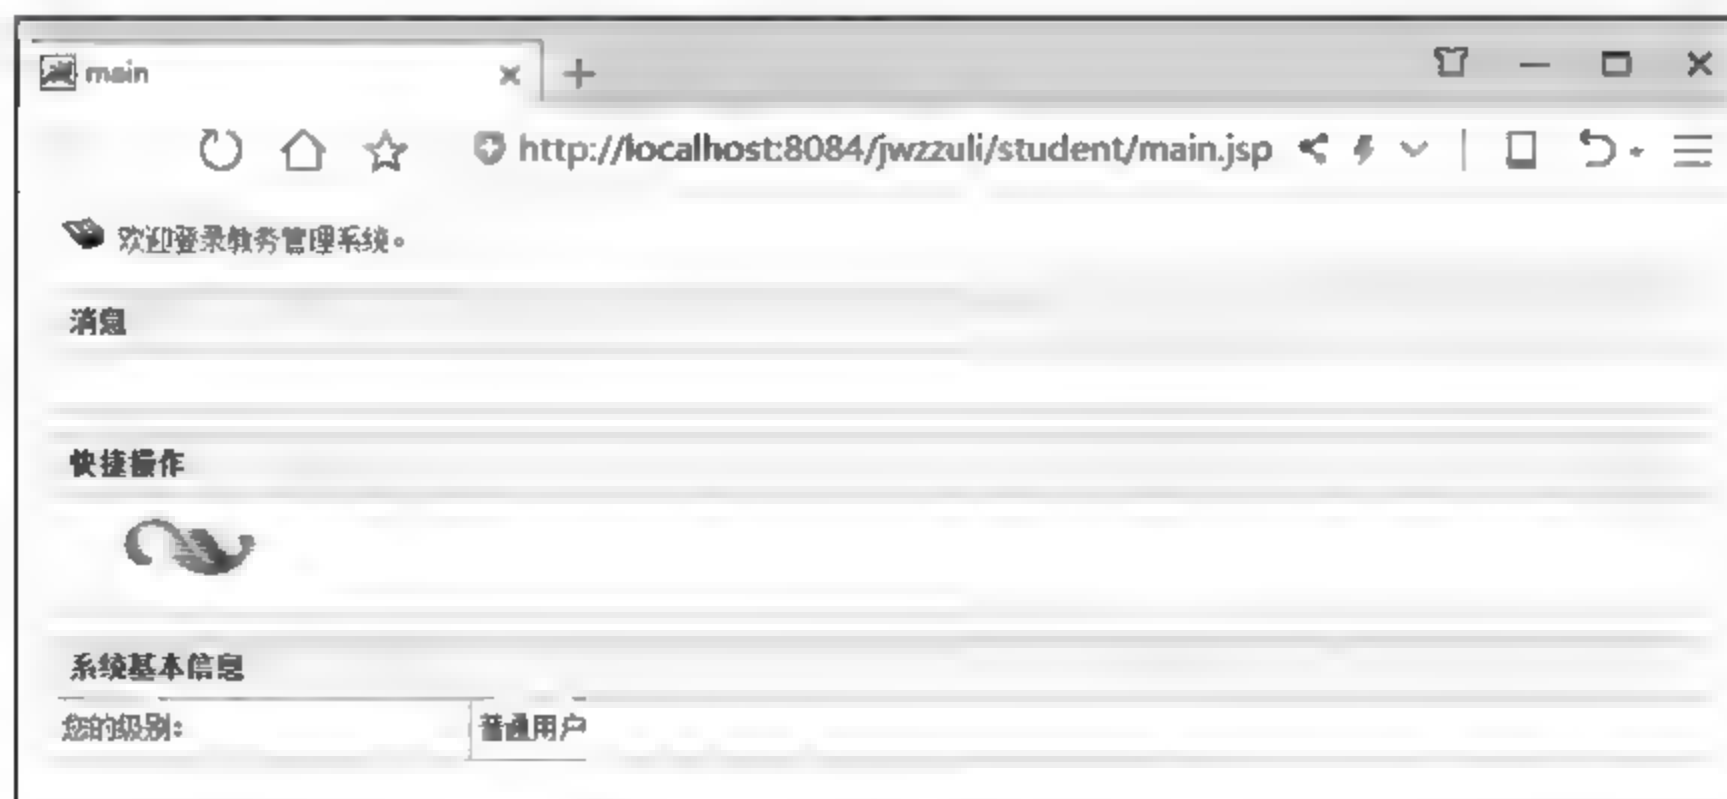 main
http://localhost:8084/jwzzuli/student/main.jsp
欢迎登录教务管理系统。
消息
快捷操作
系统基本信息
您的级别: 普通用户